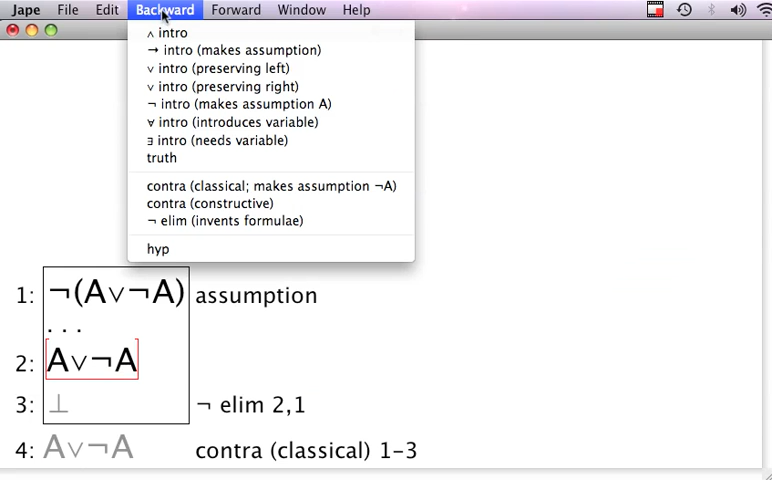 Jape File Edit Backward Forward Window Help
∧ intro
→ intro (makes assumption)
∨ intro (preserving left)
∨ intro (preserving right)
¬ intro (makes assumption A)
∀ intro (introduces variable)
∃ intro (needs variable)
truth
contra (classical; makes assumption ¬A)
contra (constructive)
¬ elim (invents formulae)
hyp
1: ¬(A∨¬A) assumption
. . .
2: A∨¬A
3: ⊥ ¬ elim 2,1
4: A∨¬A contra (classical) 1-3